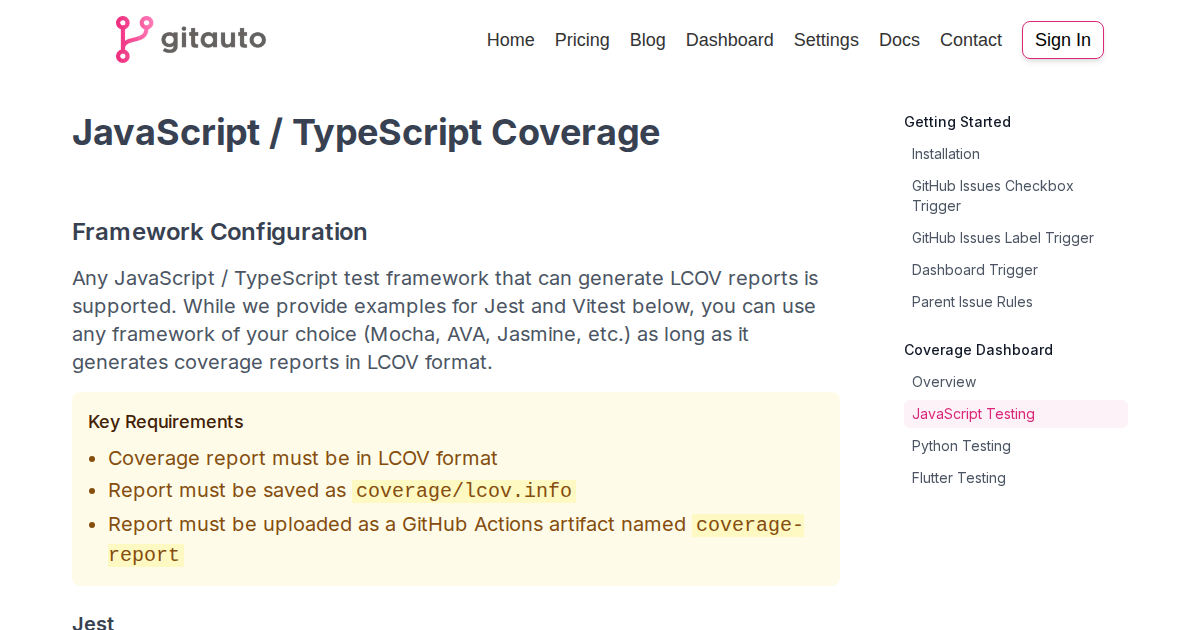 gitauto
Home Pricing Blog Dashboard Settings Docs Contact Sign In
JavaScript / TypeScript Coverage
Framework Configuration
Any JavaScript / TypeScript test framework that can generate LCOV reports is
supported. While we provide examples for Jest and Vitest below, you can use
any framework of your choice (Mocha, AVA, Jasmine, etc.) as long as it
generates coverage reports in LCOV format.
Key Requirements
• Coverage report must be in LCOV format
• Report must be saved as coverage/lcov.info
• Report must be uploaded as a GitHub Actions artifact named coverage-
report
Jest
Getting Started
Installation
GitHub Issues Checkbox
Trigger
GitHub Issues Label Trigger
Dashboard Trigger
Parent Issue Rules
Coverage Dashboard
Overview
JavaScript Testing
Python Testing
Flutter Testing